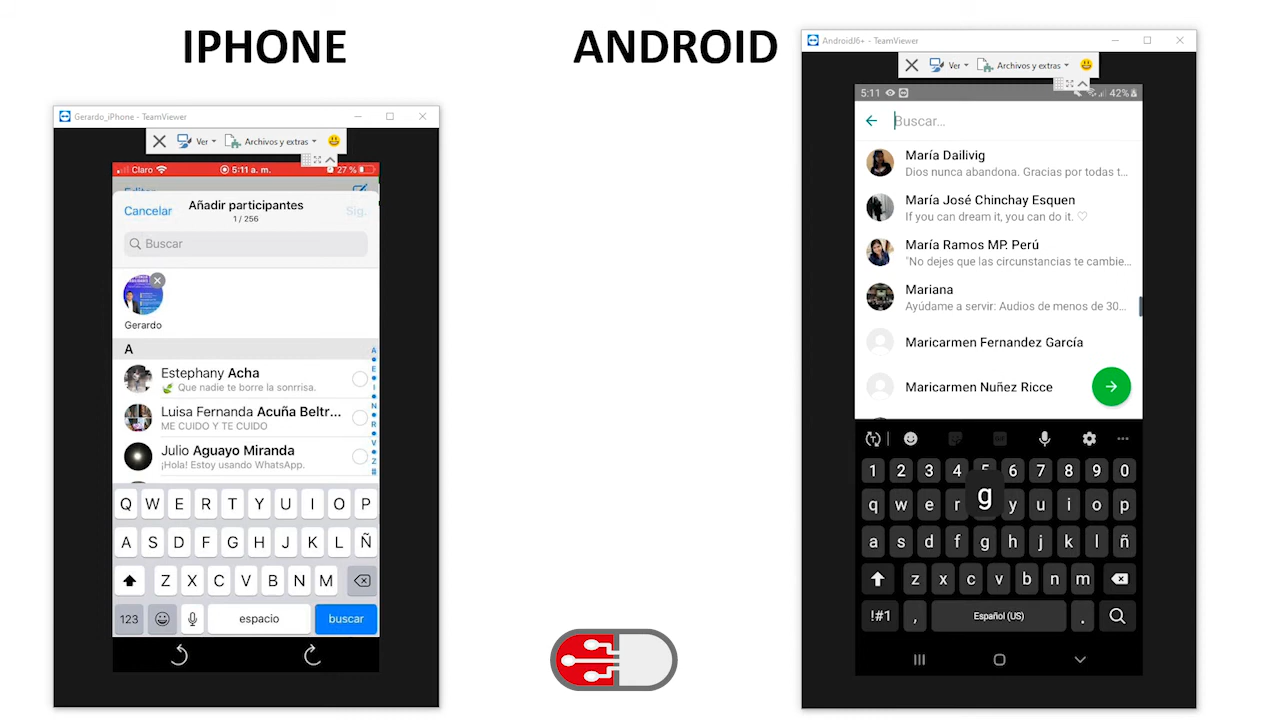 IPHONE
ANDROID
Gerardo_iPhone - TeamViewer
Ver
Archivos y extras
Claro
5:11 a. m.
27 %
Editar
Cancelar
Añadir participantes
Sig.
1 / 256
Buscar
Gerardo
A
Estephany Acha
Que nadie te borre la sonrrisa.
Luisa Fernanda Acuña Beltr...
ME CUIDO Y TE CUIDO
Julio Aguayo Miranda
¡Hola! Estoy usando WhatsApp.
A
E
I
N
R
V
Z
#
Q W E R T Y U I O P
A S D F G H J K L Ñ
Z X C V B N M
123
espacio
buscar
AndroidJ6+ - TeamViewer
Ver
Archivos y extras
5:11
42%
Buscar...
María Dailivig
Dios nunca abandona. Gracias por todas t...
María José Chinchay Esquen
If you can dream it, you can do it. ♡
María Ramos MP. Perú
"No dejes que las circunstancias te cambie...
Mariana
Ayúdame a servir: Audios de menos de 30...
Maricarmen Fernandez García
Maricarmen Nuñez Ricce
1 2 3 4 5 6 7 8 9 0
q w e r g y u i o p
a s d f g h j k l ñ
z x c v b n m
!#1 , Español (US) .